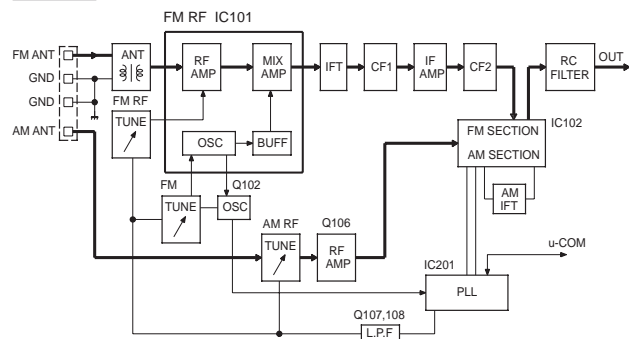 FM RF IC101
FM ANT
GND
GND
AM ANT
ANT
RF
AMP
MIX
AMP
IFT
CF1
IF
AMP
CF2
RC
FILTER
OUT
FM RF
TUNE
OSC
BUFF
IC102
FM SECTION
AM SECTION
AM
IFT
FM
TUNE
Q102
OSC
AM RF
TUNE
Q106
RF
AMP
IC201
PLL
u-COM
Q107,108
L.P.F